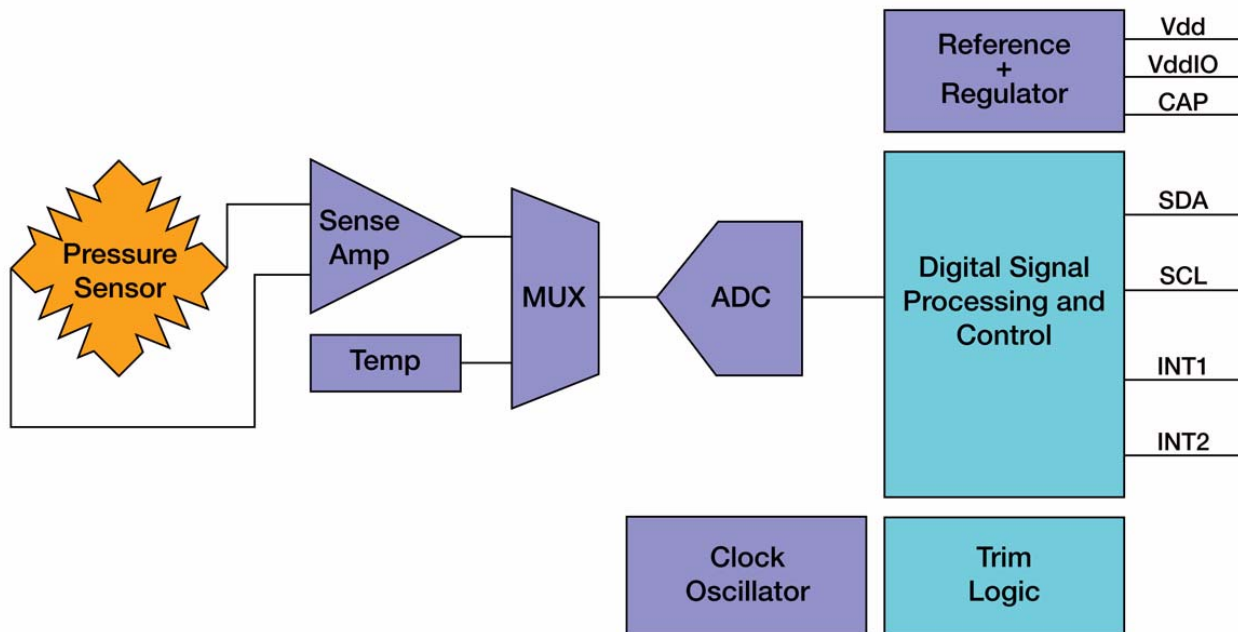 Reference
+
Regulator
Vdd
VddIO
CAP
Pressure
Sensor
Sense
Amp
Temp
MUX
ADC
Digital Signal
Processing and
Control
SDA
SCL
INT1
INT2
Clock
Oscillator
Trim
Logic